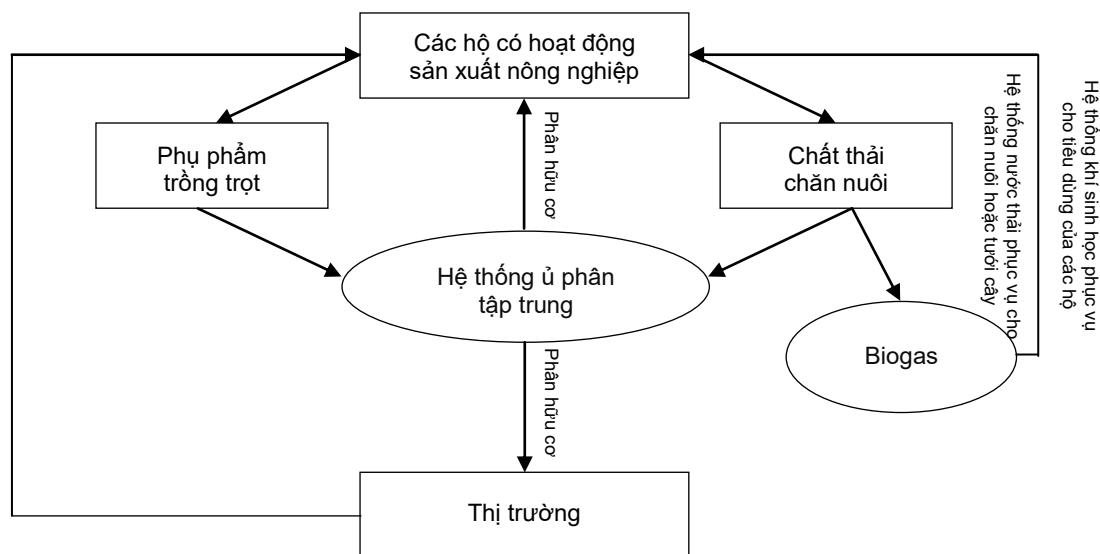 Các hộ có hoạt động
sản xuất nông nghiệp
Phụ phẩm
trồng trọt
Phân hữu cơ
Chất thải
chăn nuôi
Hệ thống nước thải phục vụ cho
chăn nuôi hoặc tưới cây
Hệ thống khí sinh học phục vụ
cho tiêu dùng của các hộ
Hệ thống ủ phân
tập trung
Biogas
Phân hữu cơ
Thị trường